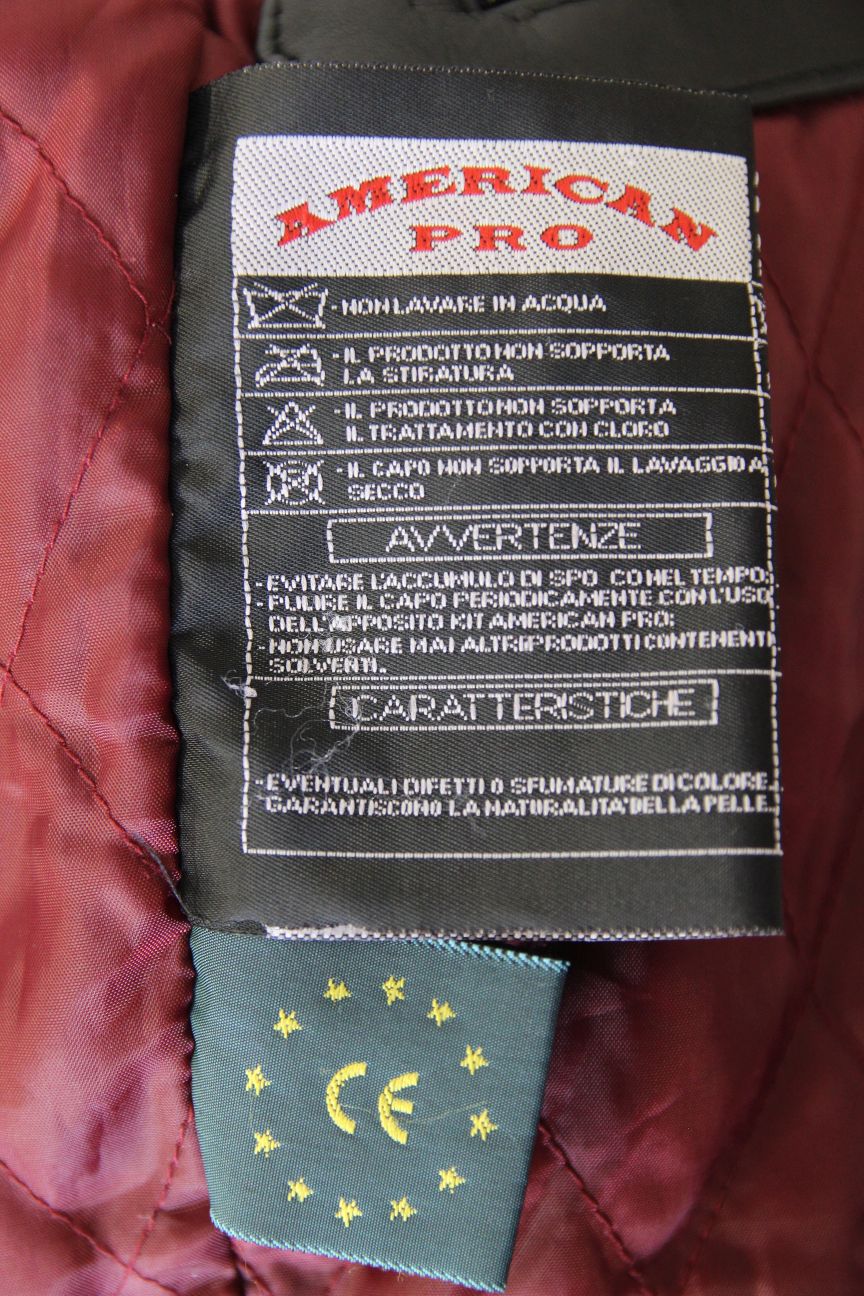 AMERICAN
PRO
- NON LAVARE IN ACQUA
- IL PRODOTTO NON SOPPORTA
LA STIRATURA
- IL PRODOTTO NON SOPPORTA
IL TRATTAMENTO CON CLORO
- IL CAPO NON SOPPORTA IL LAVAGGIO A
SECCO
AVVERTENZE
- EVITARE L'ACCUMULO DI SPO CO NEL TEMPO;
- PULIRE IL CAPO PERIODICAMENTE CON L'USO
DELL'APPOSITO KIT AMERICAN PRO;
- NON USARE MAI ALTRI PRODOTTI CONTENENTI
SOLVENTI.
CARATTERISTICHE
- EVENTUALI DIFETTI O SFUMATURE DI COLORE
GARANTISCONO LA NATURALITA' DELLA PELLE.
CE